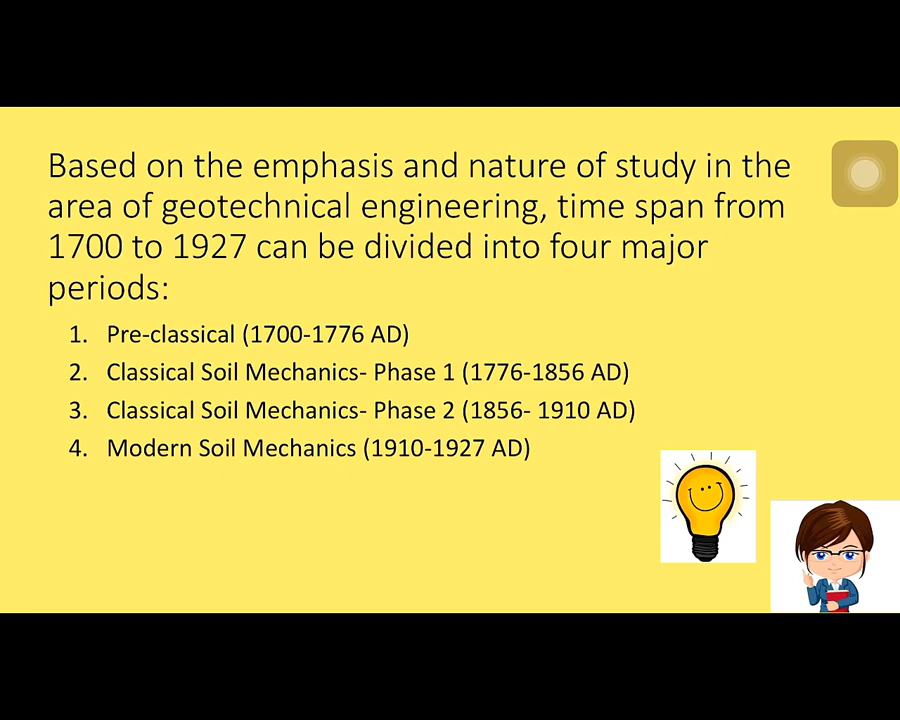 Based on the emphasis and nature of study in the
area of geotechnical engineering, time span from
1700 to 1927 can be divided into four major
periods:
1. Pre-classical (1700-1776 AD)
2. Classical Soil Mechanics- Phase 1 (1776-1856 AD)
3. Classical Soil Mechanics- Phase 2 (1856- 1910 AD)
4. Modern Soil Mechanics (1910-1927 AD)